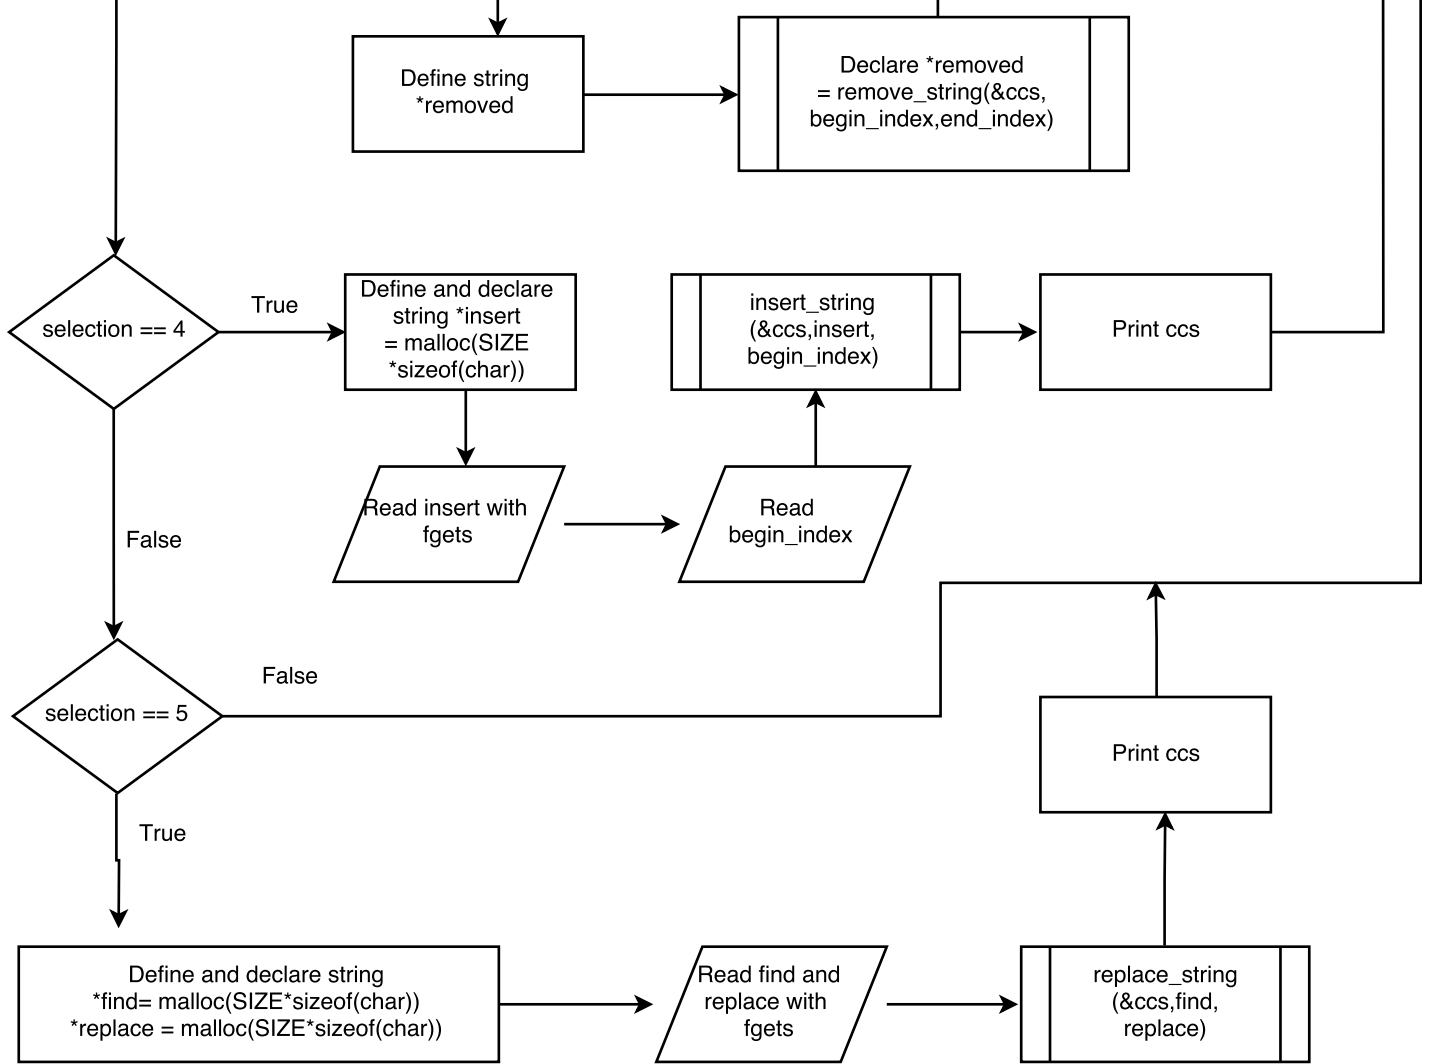 Define string
*removed
Declare *removed
= remove_string(&ccs,
begin_index,end_index)
selection == 4
True
Define and declare
string *insert
= malloc(SIZE
*sizeof(char))
insert_string
(&ccs,insert,
begin_index)
Print ccs
Read insert with
fgets
Read
begin_index
False
selection == 5
False
Print ccs
True
Define and declare string
*find= malloc(SIZE*sizeof(char))
*replace = malloc(SIZE*sizeof(char))
Read find and
replace with
fgets
replace_string
(&ccs,find,
replace)